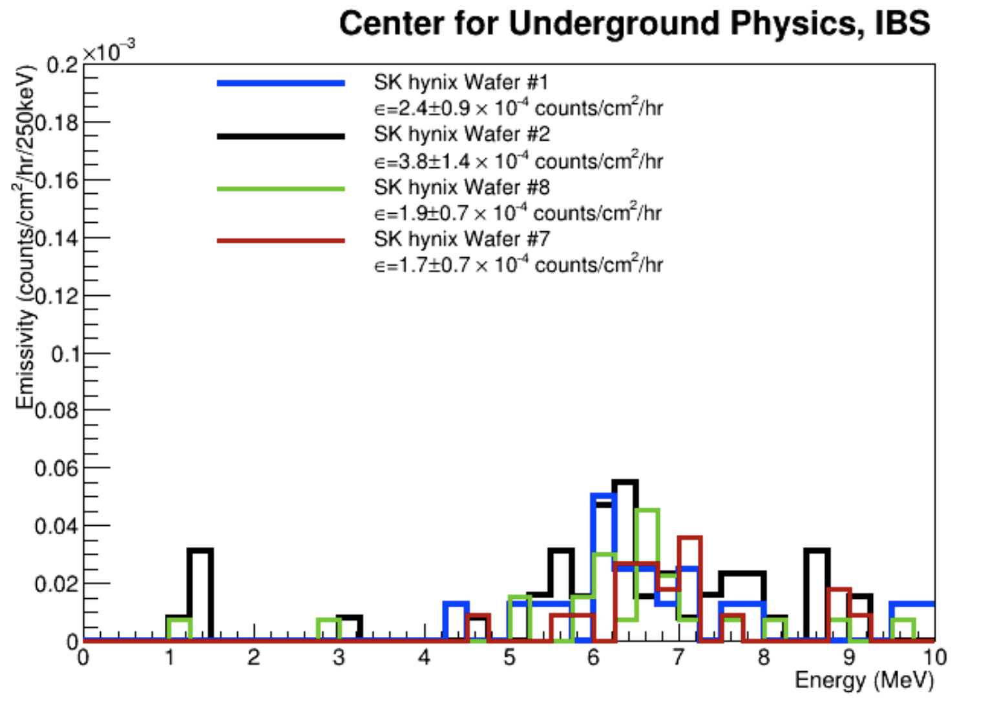 Center for Underground Physics, IBS
×10⁻³
Emissivity (counts/cm²/hr/250keV)
0.2
0.18
0.16
0.14
0.12
0.1
0.08
0.06
0.04
0.02
0
SK hynix Wafer #1
ϵ=2.4±0.9 × 10⁻⁴ counts/cm²/hr
SK hynix Wafer #2
ϵ=3.8±1.4 × 10⁻⁴ counts/cm²/hr
SK hynix Wafer #8
ϵ=1.9±0.7 × 10⁻⁴ counts/cm²/hr
SK hynix Wafer #7
ϵ=1.7±0.7 × 10⁻⁴ counts/cm²/hr
0 1 2 3 4 5 6 7 8 9 10
Energy (MeV)